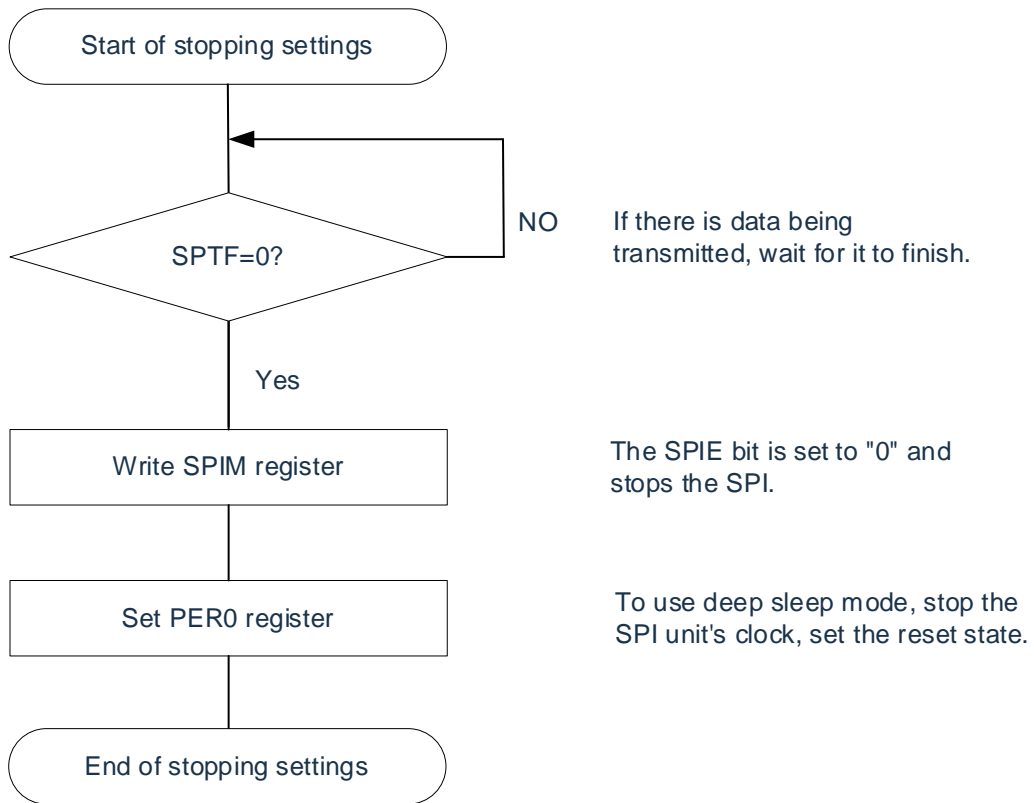 Start of stopping settings
SPTF=0?
NO
If there is data being
transmitted, wait for it to finish.
Yes
Write SPIM register
The SPIE bit is set to "0" and
stops the SPI.
Set PER0 register
To use deep sleep mode, stop the
SPI unit's clock, set the reset state.
End of stopping settings